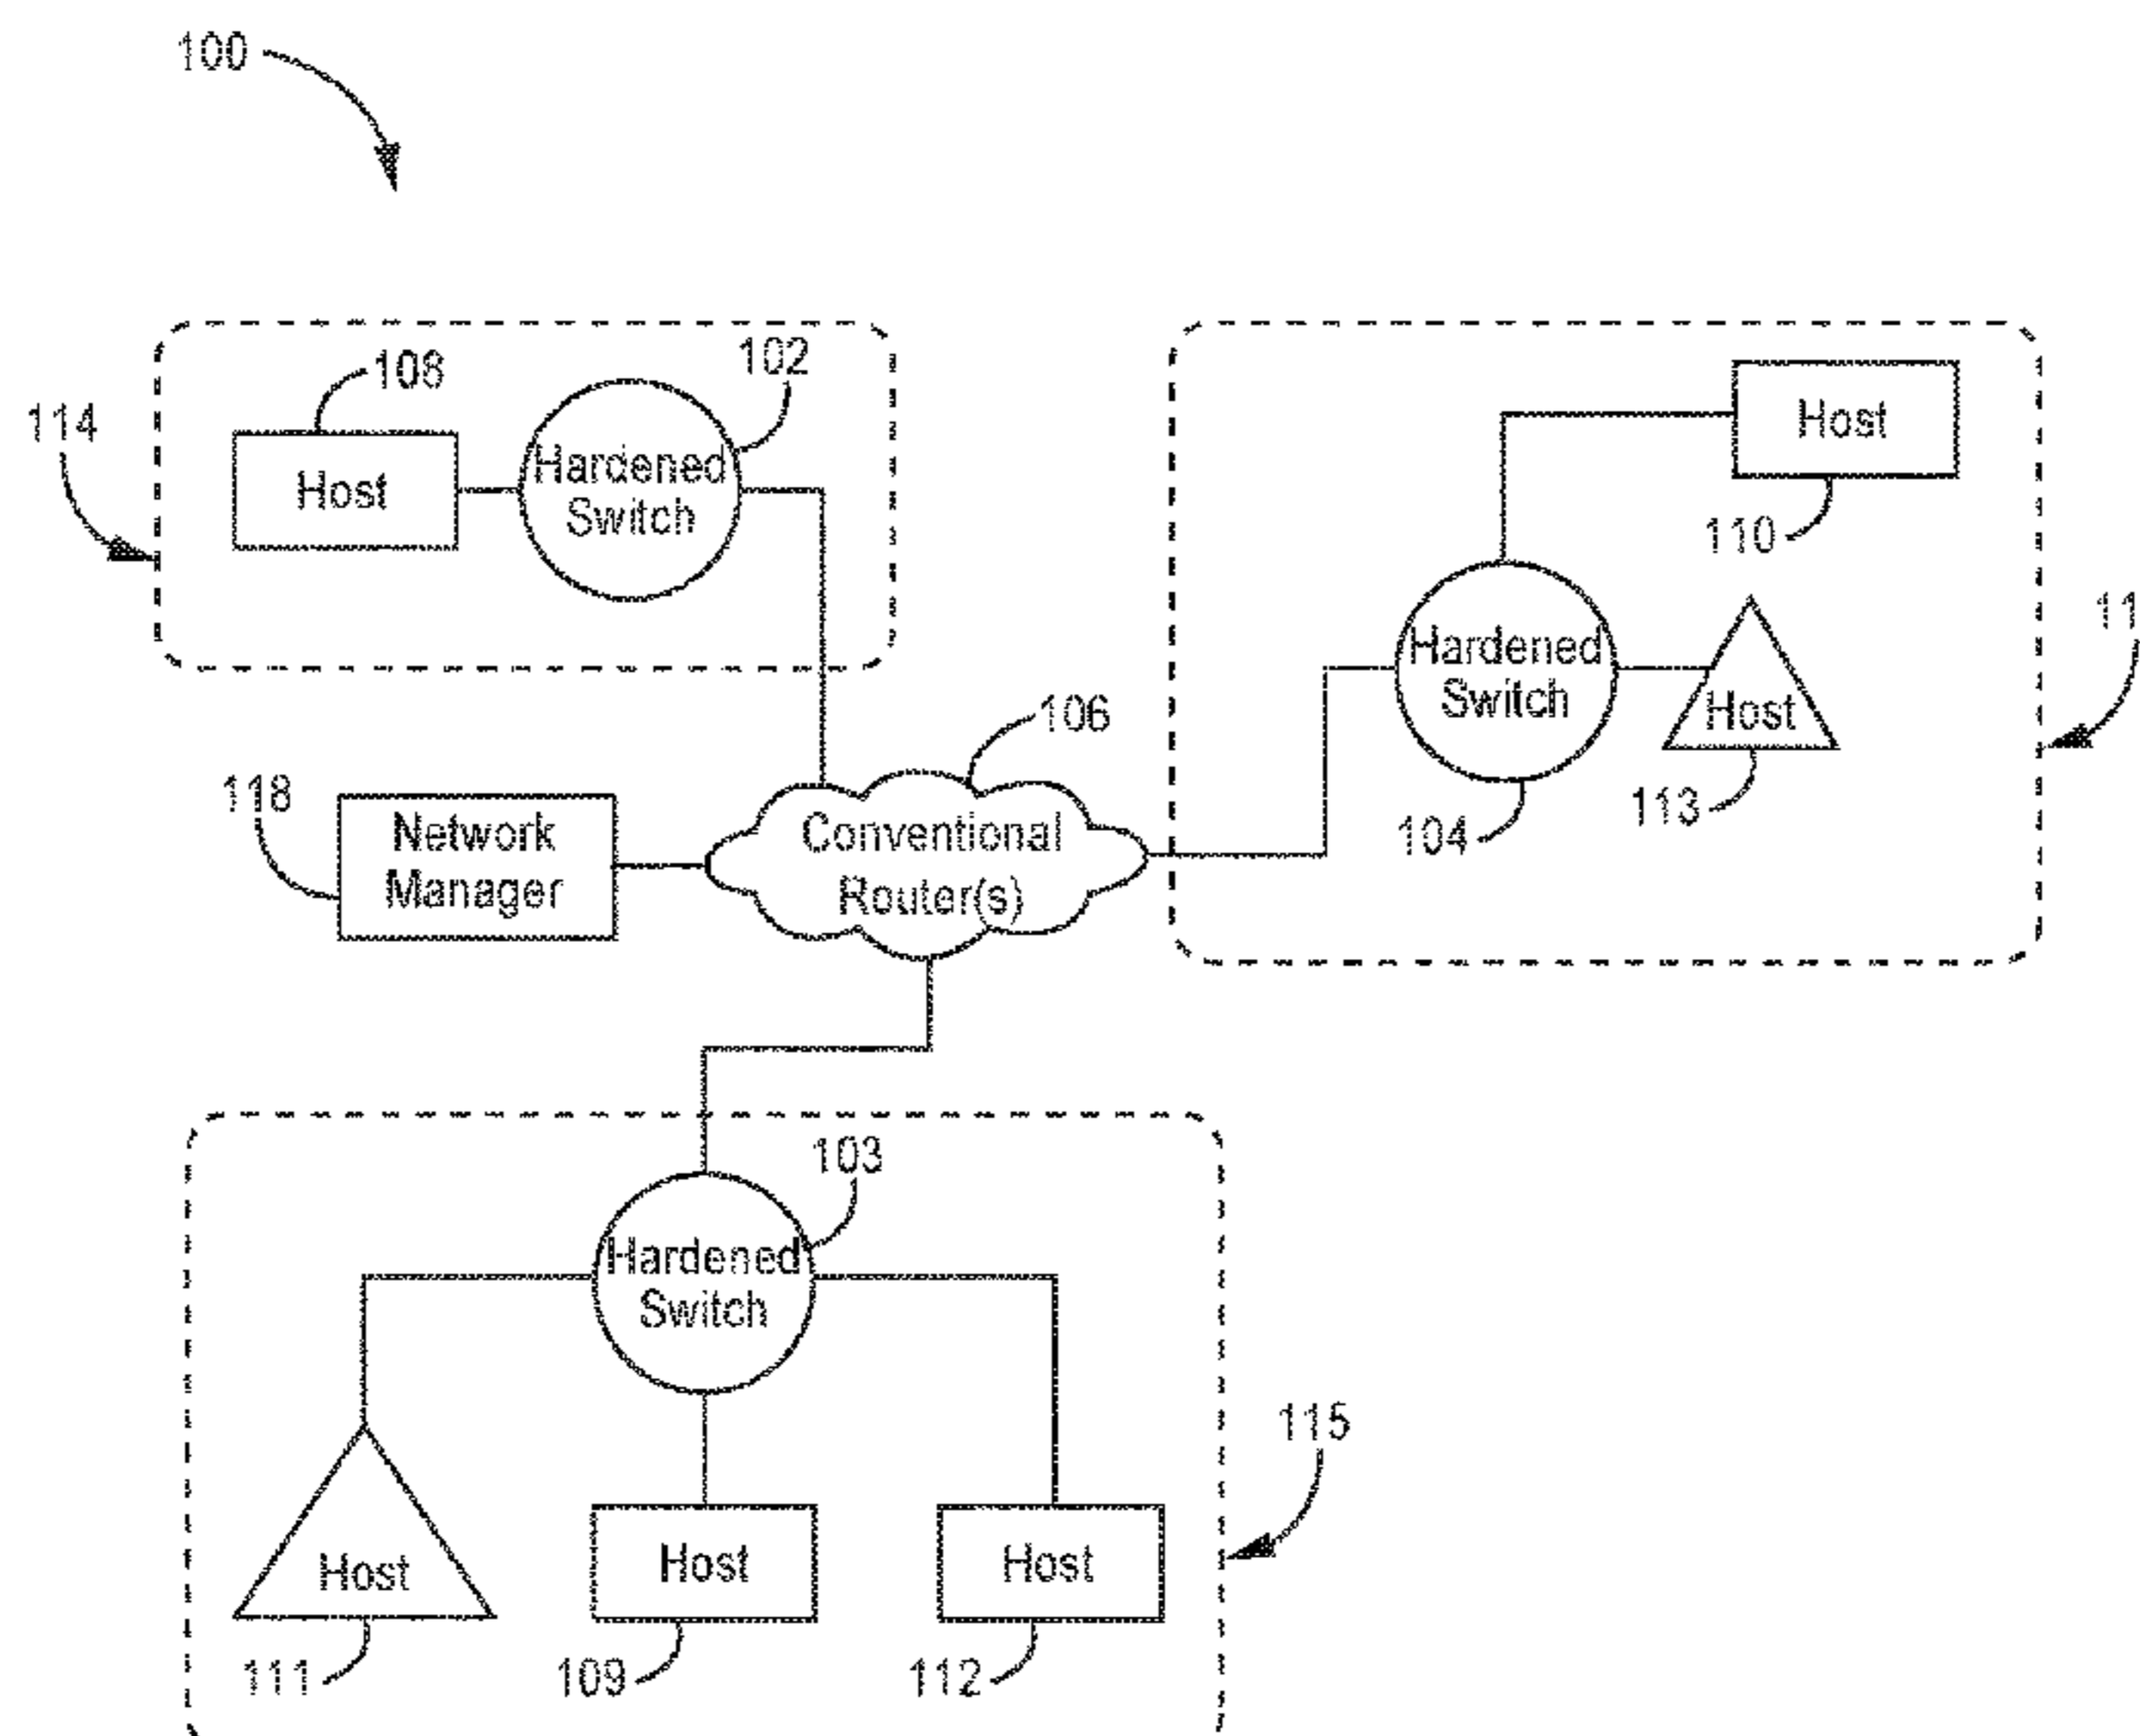 100
108
102
114
Host
Hardened
Switch
Host
110
Hardened
Switch
Host
11
104
113
106
118
Network
Manager
Conventional
Router(s)
103
Hardened
Switch
115
Host
Host
Host
111
109
112